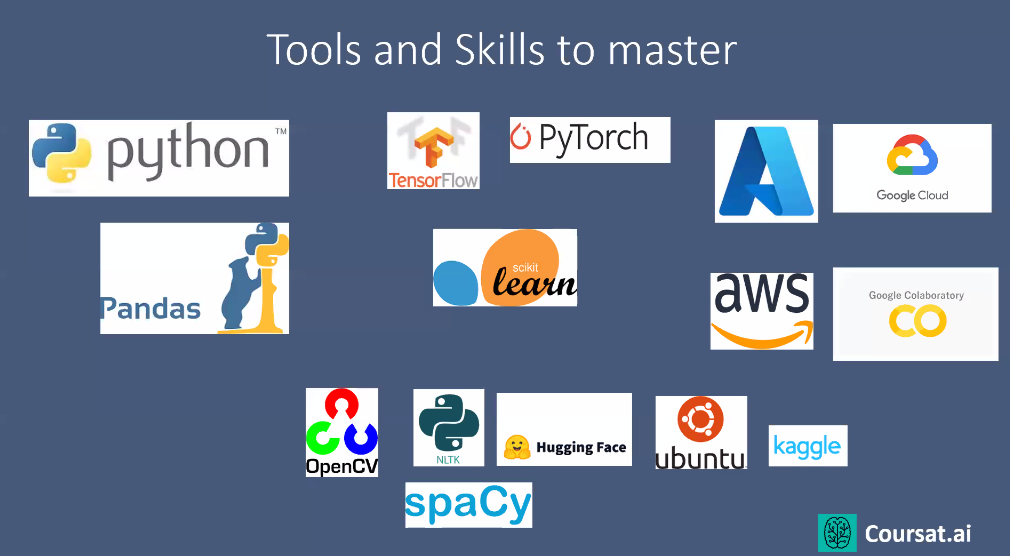 Tools and Skills to master
python™
TensorFlow
PyTorch
Google Cloud
Pandas
scikit
learn
aws
Google Colaboratory
OpenCV
NLTK
Hugging Face
ubuntu
kaggle
spaCy
Coursat.ai